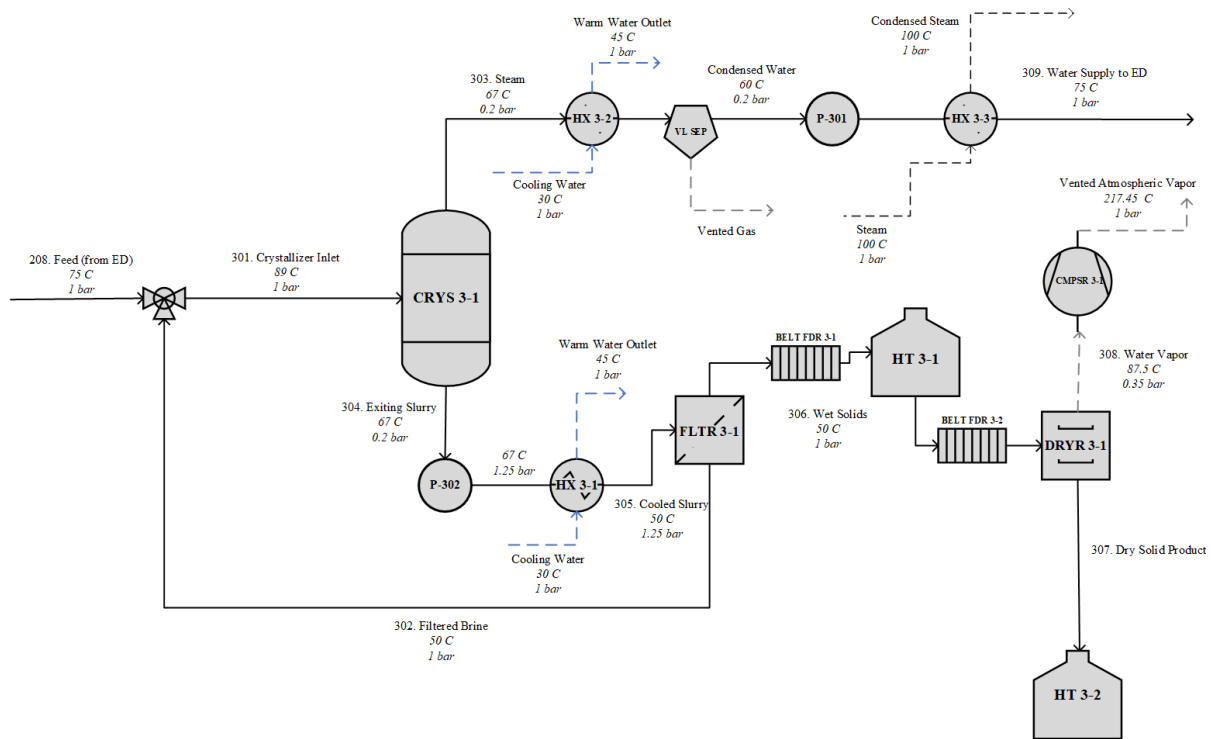 Warm Water Outlet
45 C
1 bar
Condensed Steam
100 C
1 bar
303. Steam
67 C
0.2 bar
Condensed Water
60 C
0.2 bar
309. Water Supply to ED
75 C
1 bar
HX 3-2
VL SEP
P-301
HX 3-3
Cooling Water
30 C
1 bar
Vented Gas
Steam
100 C
1 bar
Vented Atmospheric Vapor
217.45 C
1 bar
208. Feed (from ED)
75 C
1 bar
301. Crystallizer Inlet
89 C
1 bar
CRYS 3-1
CMPSR 3-1
Warm Water Outlet
45 C
1 bar
BELT FDR 3-1
HT 3-1
308. Water Vapor
87.5 C
0.35 bar
304. Exiting Slurry
67 C
0.2 bar
FLTR 3-1
306. Wet Solids
50 C
1 bar
BELT FDR 3-2
DRYR 3-1
P-302
67 C
1.25 bar
HX 3-1
305. Cooled Slurry
50 C
1.25 bar
Cooling Water
30 C
1 bar
307. Dry Solid Product
302. Filtered Brine
50 C
1 bar
HT 3-2